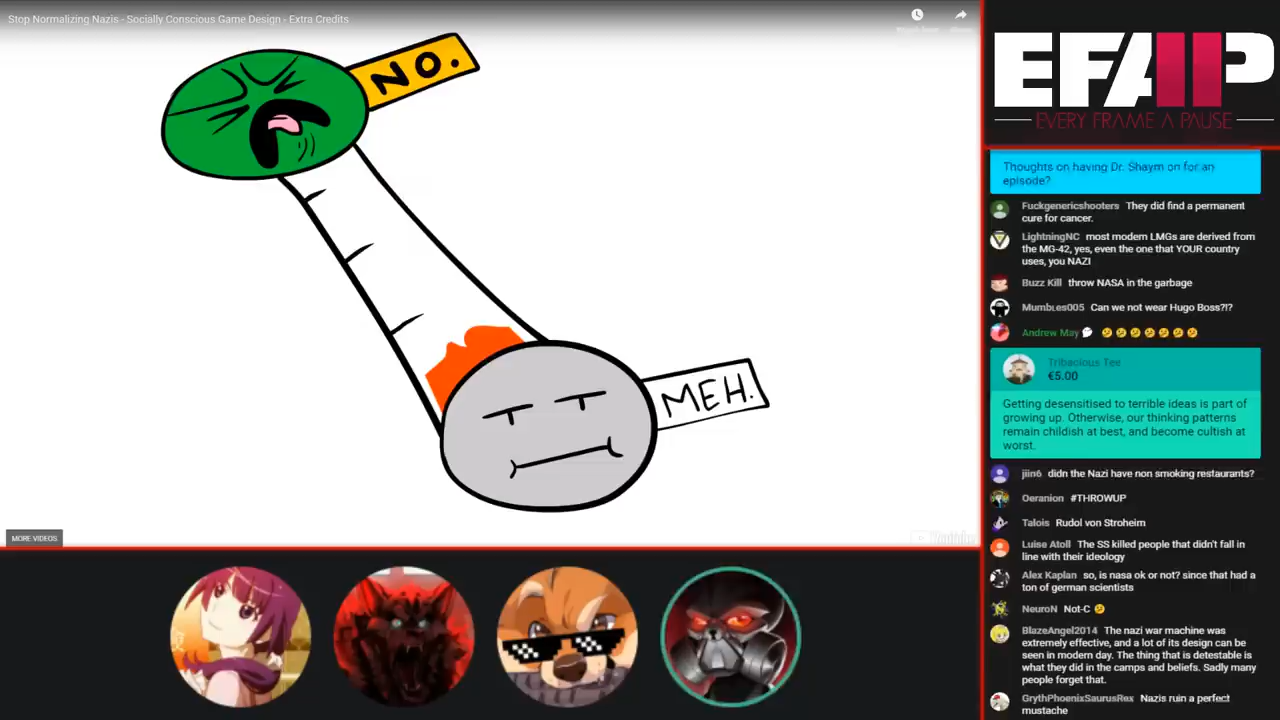 Stop Normalizing Nazis - Socially Conscious Game Design - Extra Credits
NO.
MEH.
MORE VIDEOS
EFAP
EVERY FRAME A PAUSE
Thoughts on having Dr. Shaym on for an
episode?
Fuckgenericshooters They did find a permanent
cure for cancer.
LightningNC most modern LMGs are derived from
the MG-42, yes, even the one that YOUR country
uses, you NAZI
Buzz Kill throw NASA in the garbage
Mumbles005 Can we not wear Hugo Boss?!?
Andrew May
Tribacious Tee
€5.00
Getting desensitised to terrible ideas is part of
growing up. Otherwise, our thinking patterns
remain childish at best, and become cultish at
worst.
jiin6 didn the Nazi have non smoking restaurants?
Oeranion #THROWUP
Talois Rudol von Stroheim
Luise Atoll The SS killed people that didn't fall in
line with their ideology
Alex Kaplan so, is nasa ok or not? since that had a
ton of german scientists
NeuroN Not-C
BlazeAngel2014 The nazi war machine was
extremely effective, and a lot of its design can be
seen in modern day. The thing that is detestable is
what they did in the camps and beliefs. Sadly many
people forget that.
GrythPhoenixSaurusRex Nazis ruin a perfect
mustache